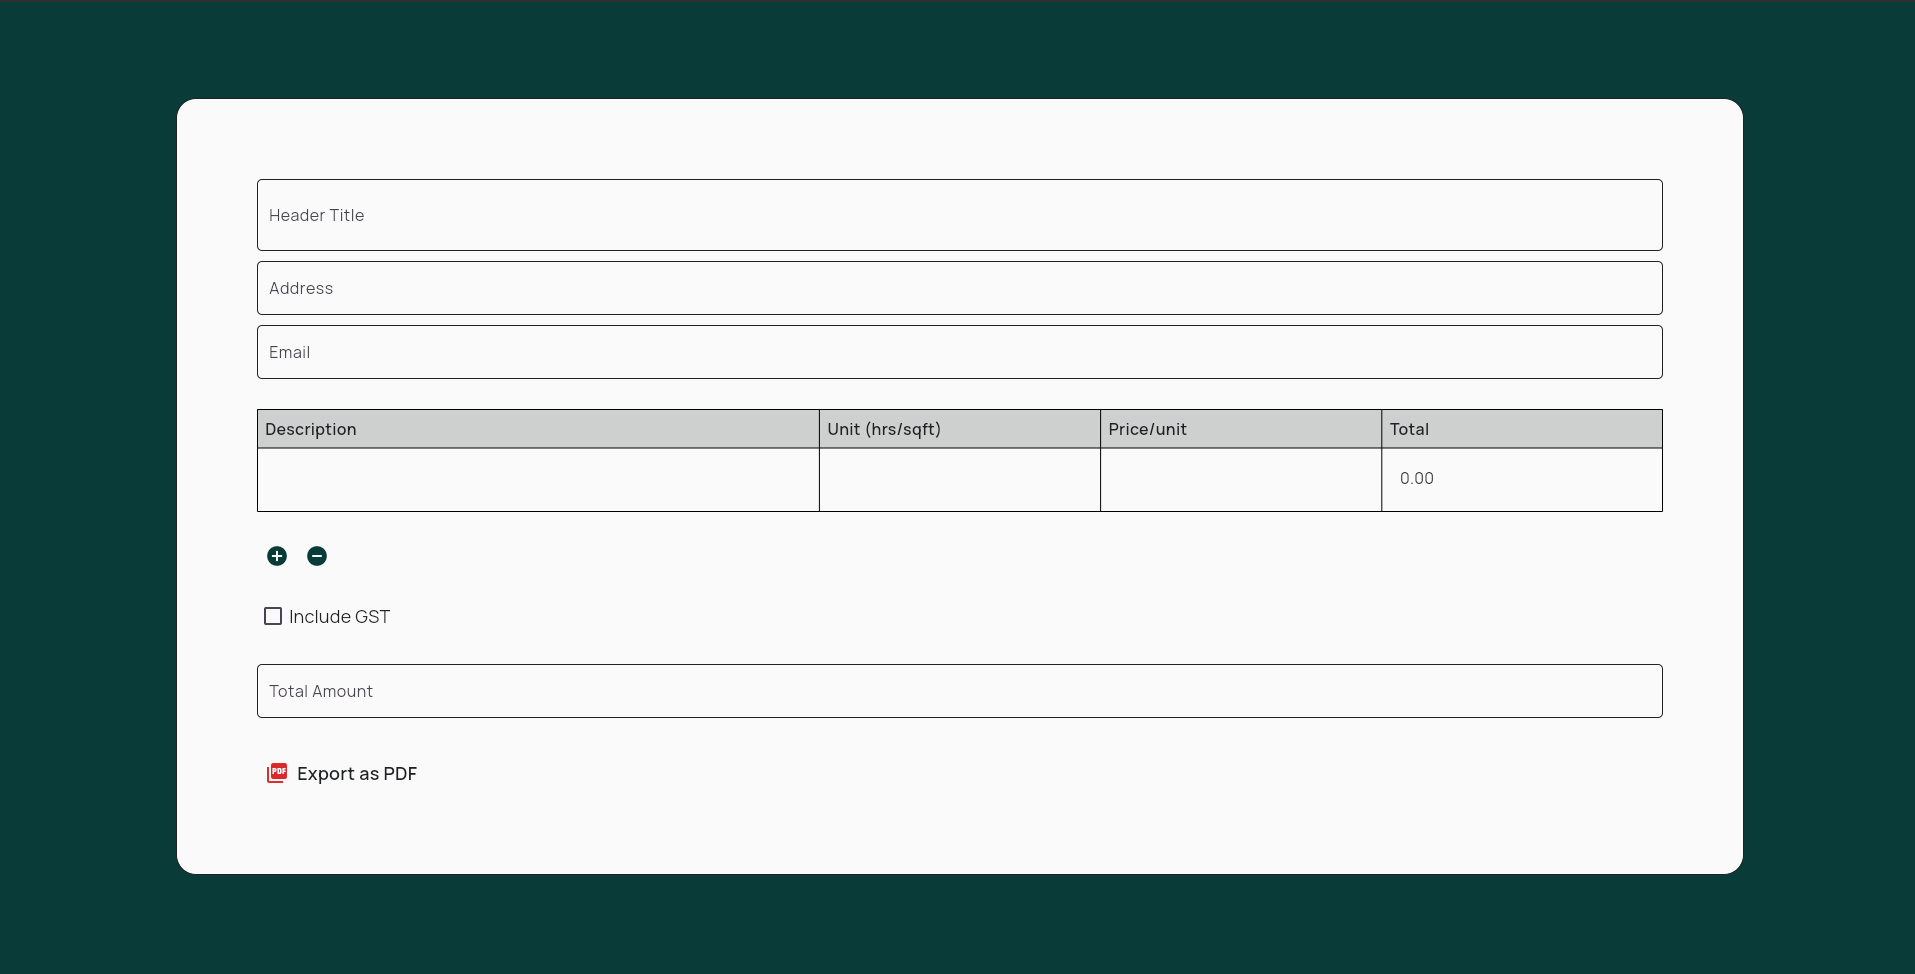 Header Title
Address
Email
Description Unit (hrs/sqft) Price/unit Total
0.00
Include GST
Total Amount
PDF Export as PDF